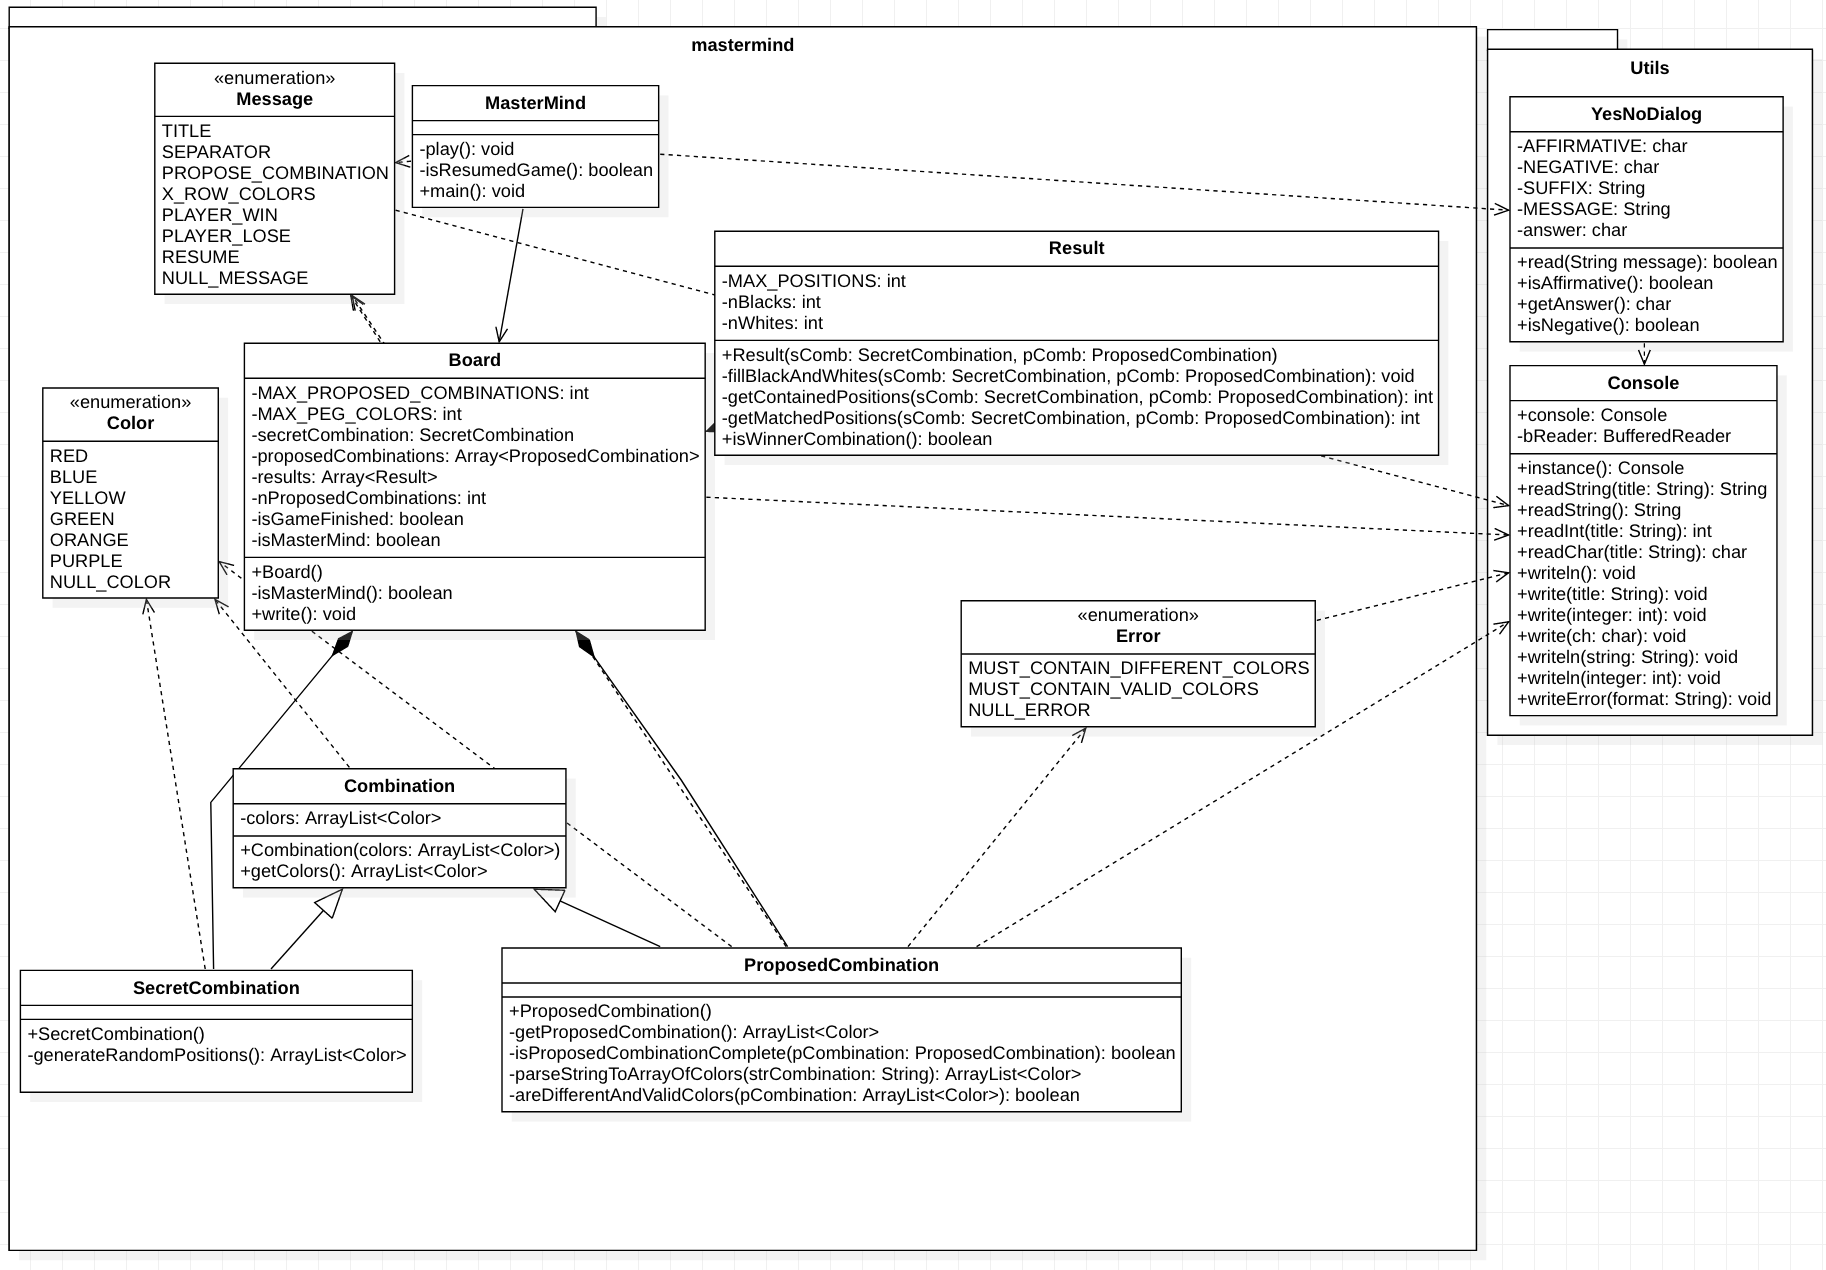 mastermind
«enumeration»
Message
TITLE
SEPARATOR
PROPOSE_COMBINATION
X_ROW_COLORS
PLAYER_WIN
PLAYER_LOSE
RESUME
NULL_MESSAGE
MasterMind
-play(): void
-isResumedGame(): boolean
+main(): void
Result
-MAX_POSITIONS: int
-nBlacks: int
-nWhites: int
+Result(sComb: SecretCombination, pComb: ProposedCombination)
-fillBlackAndWhites(sComb: SecretCombination, pComb: ProposedCombination): void
-getContainedPositions(sComb: SecretCombination, pComb: ProposedCombination): int
-getMatchedPositions(sComb: SecretCombination, pComb: ProposedCombination): int
+isWinnerCombination(): boolean
Board
-MAX_PROPOSED_COMBINATIONS: int
-MAX_PEG_COLORS: int
-secretCombination: SecretCombination
-proposedCombinations: Array<ProposedCombination>
-results: Array<Result>
-nProposedCombinations: int
-isGameFinished: boolean
-isMasterMind: boolean
+Board()
-isMasterMind(): boolean
+write(): void
«enumeration»
Color
RED
BLUE
YELLOW
GREEN
ORANGE
PURPLE
NULL_COLOR
«enumeration»
Error
MUST_CONTAIN_DIFFERENT_COLORS
MUST_CONTAIN_VALID_COLORS
NULL_ERROR
Combination
-colors: ArrayList<Color>
+Combination(colors: ArrayList<Color>)
+getColors(): ArrayList<Color>
SecretCombination
+SecretCombination()
-generateRandomPositions(): ArrayList<Color>
ProposedCombination
+ProposedCombination()
-getProposedCombination(): ArrayList<Color>
-isProposedCombinationComplete(pCombination: ProposedCombination): boolean
-parseStringToArrayOfColors(strCombination: String): ArrayList<Color>
-areDifferentAndValidColors(pCombination: ArrayList<Color>): boolean
Utils
YesNoDialog
-AFFIRMATIVE: char
-NEGATIVE: char
-SUFFIX: String
-MESSAGE: String
-answer: char
+read(String message): boolean
+isAffirmative(): boolean
+getAnswer(): char
+isNegative(): boolean
Console
+console: Console
-bReader: BufferedReader
+instance(): Console
+readString(title: String): String
+readString(): String
+readInt(title: String): int
+readChar(title: String): char
+writeln(): void
+write(title: String): void
+write(integer: int): void
+write(ch: char): void
+writeln(string: String): void
+writeln(integer: int): void
+writeError(format: String): void